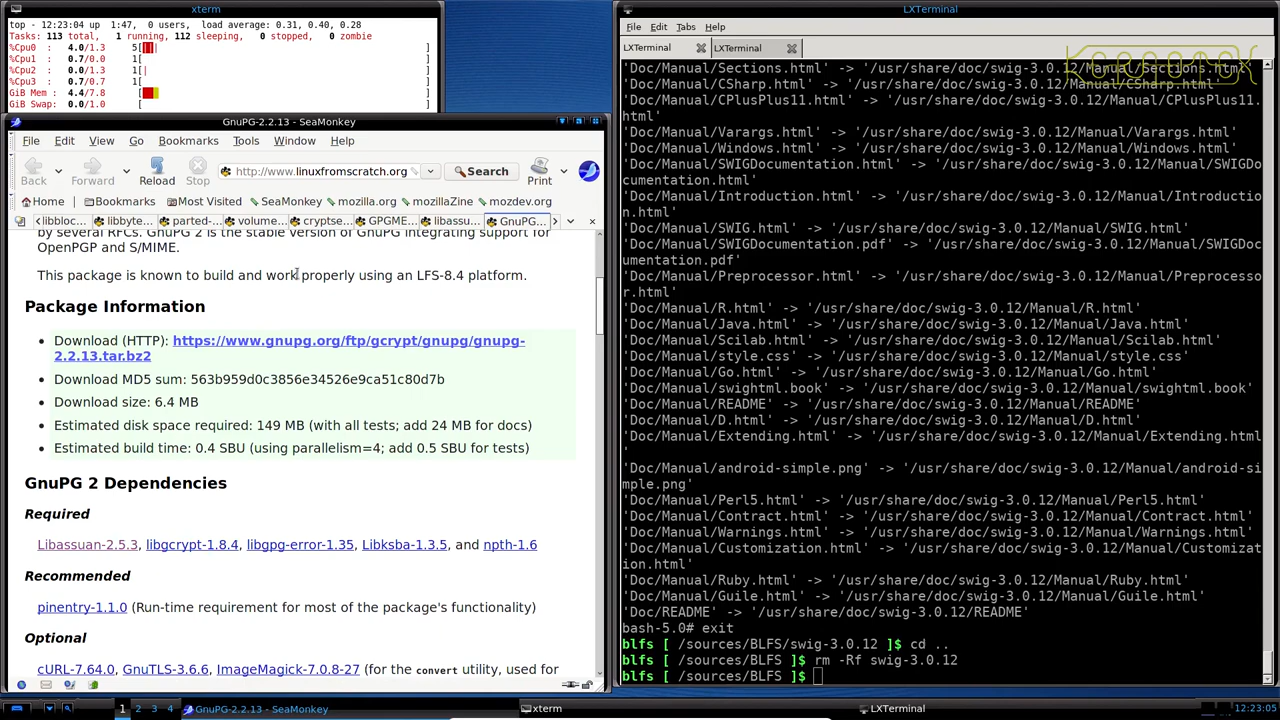 xterm
top - 12:23:04 up  1:47,  0 users,  load average: 0.31, 0.40, 0.28
Tasks: 113 total,   1 running, 112 sleeping,   0 stopped,   0 zombie
%Cpu0  :   4.0/1.3     5[||| ]
%Cpu1  :   0.7/0.0     1[ ]
%Cpu2  :   0.0/1.3     1[| ]
%Cpu3  :   0.7/0.7     1[ ]
GiB Mem :   4.4/7.8      [ ]
GiB Swap:   0.0/1.0      [ ]
GnuPG-2.2.13 - SeaMonkey
File Edit View Go Bookmarks Tools Window Help
http://www.linuxfromscratch.org Search
Back Forward Reload Stop Print
Home Bookmarks Most Visited SeaMonkey mozilla.org mozillaZine mozdev.org
libbloc... libbyte... parted-... volume... cryptse... GPGME... libassu... GnuPG...
by several RFCs. GnuPG 2 is the stable version of GnuPG integrating support for
OpenPGP and S/MIME.
This package is known to build and work properly using an LFS-8.4 platform.
Package Information
• Download (HTTP): https://www.gnupg.org/ftp/gcrypt/gnupg/gnupg-
2.2.13.tar.bz2
• Download MD5 sum: 563b959d0c3856e34526e9ca51c80d7b
• Download size: 6.4 MB
• Estimated disk space required: 149 MB (with all tests; add 24 MB for docs)
• Estimated build time: 0.4 SBU (using parallelism=4; add 0.5 SBU for tests)
GnuPG 2 Dependencies
Required
Libassuan-2.5.3, libgcrypt-1.8.4, libgpg-error-1.35, Libksba-1.3.5, and npth-1.6
Recommended
pinentry-1.1.0 (Run-time requirement for most of the package's functionality)
Optional
cURL-7.64.0, GnuTLS-3.6.6, ImageMagick-7.0.8-27 (for the convert utility, used for
LXTerminal
File Edit Tabs Help
LXTerminal LXTerminal
'Doc/Manual/Sections.html' -> '/usr/share/doc/swig-3.0.12/Manual/Sections.html'
'Doc/Manual/CSharp.html' -> '/usr/share/doc/swig-3.0.12/Manual/CSharp.html'
'Doc/Manual/CPlusPlus11.html' -> '/usr/share/doc/swig-3.0.12/Manual/CPlusPlus11.
html'
'Doc/Manual/Varargs.html' -> '/usr/share/doc/swig-3.0.12/Manual/Varargs.html'
'Doc/Manual/Windows.html' -> '/usr/share/doc/swig-3.0.12/Manual/Windows.html'
'Doc/Manual/SWIGDocumentation.html' -> '/usr/share/doc/swig-3.0.12/Manual/SWIGDo
cumentation.html'
'Doc/Manual/Introduction.html' -> '/usr/share/doc/swig-3.0.12/Manual/Introductio
n.html'
'Doc/Manual/SWIG.html' -> '/usr/share/doc/swig-3.0.12/Manual/SWIG.html'
'Doc/Manual/SWIGDocumentation.pdf' -> '/usr/share/doc/swig-3.0.12/Manual/SWIGDoc
umentation.pdf'
'Doc/Manual/Preprocessor.html' -> '/usr/share/doc/swig-3.0.12/Manual/Preprocesso
r.html'
'Doc/Manual/R.html' -> '/usr/share/doc/swig-3.0.12/Manual/R.html'
'Doc/Manual/Java.html' -> '/usr/share/doc/swig-3.0.12/Manual/Java.html'
'Doc/Manual/Scilab.html' -> '/usr/share/doc/swig-3.0.12/Manual/Scilab.html'
'Doc/Manual/style.css' -> '/usr/share/doc/swig-3.0.12/Manual/style.css'
'Doc/Manual/Go.html' -> '/usr/share/doc/swig-3.0.12/Manual/Go.html'
'Doc/Manual/swightml.book' -> '/usr/share/doc/swig-3.0.12/Manual/swightml.book'
'Doc/Manual/README' -> '/usr/share/doc/swig-3.0.12/Manual/README'
'Doc/Manual/D.html' -> '/usr/share/doc/swig-3.0.12/Manual/D.html'
'Doc/Manual/Extending.html' -> '/usr/share/doc/swig-3.0.12/Manual/Extending.html
'
'Doc/Manual/android-simple.png' -> '/usr/share/doc/swig-3.0.12/Manual/android-si
mple.png'
'Doc/Manual/Perl5.html' -> '/usr/share/doc/swig-3.0.12/Manual/Perl5.html'
'Doc/Manual/Contract.html' -> '/usr/share/doc/swig-3.0.12/Manual/Contract.html'
'Doc/Manual/Warnings.html' -> '/usr/share/doc/swig-3.0.12/Manual/Warnings.html'
'Doc/Manual/Customization.html' -> '/usr/share/doc/swig-3.0.12/Manual/Customizat
ion.html'
'Doc/Manual/Ruby.html' -> '/usr/share/doc/swig-3.0.12/Manual/Ruby.html'
'Doc/Manual/Guile.html' -> '/usr/share/doc/swig-3.0.12/Manual/Guile.html'
'Doc/README' -> '/usr/share/doc/swig-3.0.12/README'
bash-5.0# exit
blfs [ /sources/BLFS/swig-3.0.12 ]$ cd ..
blfs [ /sources/BLFS ]$ rm -Rf swig-3.0.12
blfs [ /sources/BLFS ]$
1 2 3 4 GnuPG-2.2.13 - SeaMonkey xterm LXTerminal 12:23:05